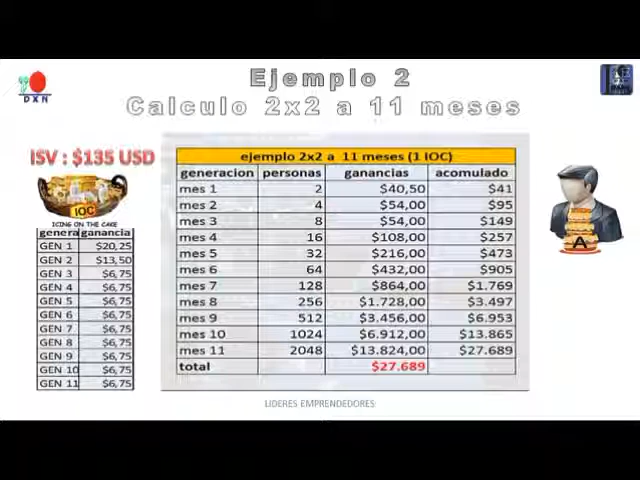 Ejemplo 2
Calculo 2x2 a 11 meses
DXN
ISV : $135 USD
IOC
ICING ON THE CAKE
genera ganancia
GEN 1 $20,25
GEN 2 $13,50
GEN 3 $6,75
GEN 4 $6,75
GEN 5 $6,75
GEN 6 $6,75
GEN 7 $6,75
GEN 8 $6,75
GEN 9 $6,75
GEN 10 $6,75
GEN 11 $6,75
ejemplo 2x2 a 11 meses (1 IOC)
generacion personas ganancias acomulado
mes 1 2 $40,50 $41
mes 2 4 $54,00 $95
mes 3 8 $54,00 $149
mes 4 16 $108,00 $257
mes 5 32 $216,00 $473
mes 6 64 $432,00 $905
mes 7 128 $864,00 $1.769
mes 8 256 $1.728,00 $3.497
mes 9 512 $3.456,00 $6.953
mes 10 1024 $6.912,00 $13.865
mes 11 2048 $13.824,00 $27.689
total $27.689
A
LIDERES EMPRENDEDORES